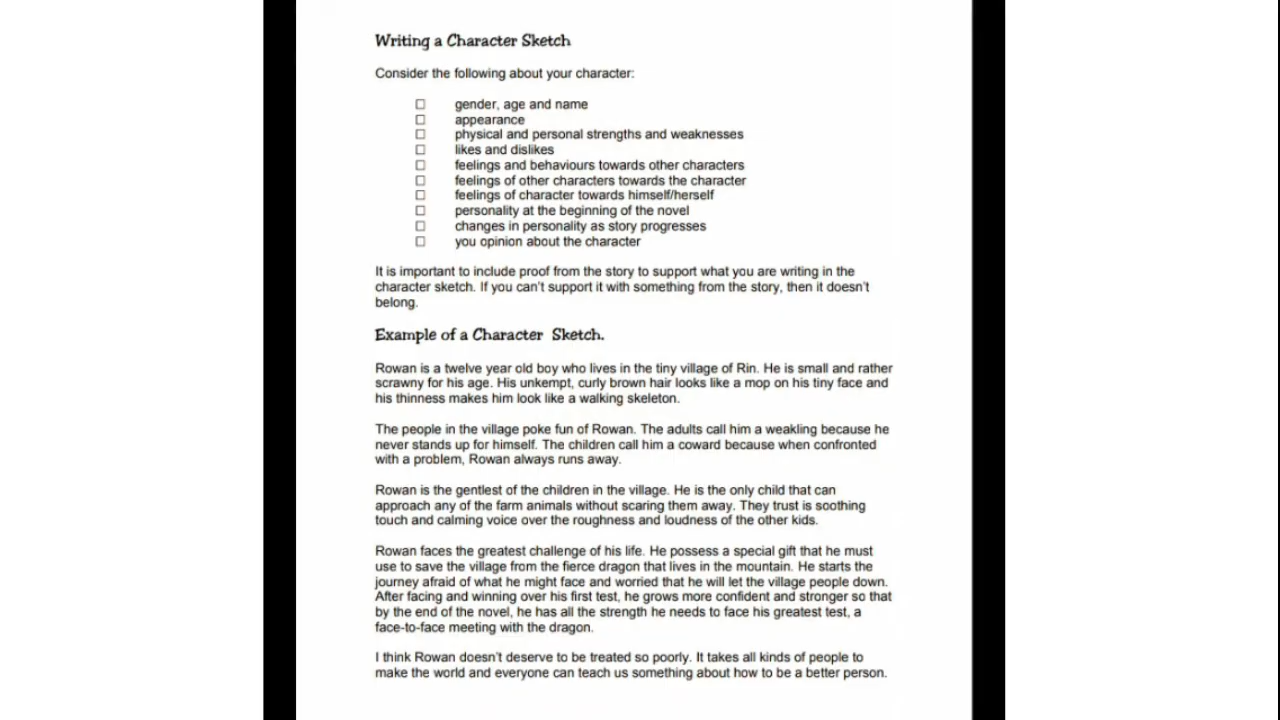 Writing a Character Sketch
Consider the following about your character:
☐ gender, age and name
☐ appearance
☐ physical and personal strengths and weaknesses
☐ likes and dislikes
☐ feelings and behaviours towards other characters
☐ feelings of other characters towards the character
☐ feelings of character towards himself/herself
☐ personality at the beginning of the novel
☐ changes in personality as story progresses
☐ you opinion about the character
It is important to include proof from the story to support what you are writing in the
character sketch. If you can't support it with something from the story, then it doesn't
belong.
Example of a Character Sketch.
Rowan is a twelve year old boy who lives in the tiny village of Rin. He is small and rather
scrawny for his age. His unkempt, curly brown hair looks like a mop on his tiny face and
his thinness makes him look like a walking skeleton.
The people in the village poke fun of Rowan. The adults call him a weakling because he
never stands up for himself. The children call him a coward because when confronted
with a problem, Rowan always runs away.
Rowan is the gentlest of the children in the village. He is the only child that can
approach any of the farm animals without scaring them away. They trust is soothing
touch and calming voice over the roughness and loudness of the other kids.
Rowan faces the greatest challenge of his life. He possess a special gift that he must
use to save the village from the fierce dragon that lives in the mountain. He starts the
journey afraid of what he might face and worried that he will let the village people down.
After facing and winning over his first test, he grows more confident and stronger so that
by the end of the novel, he has all the strength he needs to face his greatest test, a
face-to-face meeting with the dragon.
I think Rowan doesn't deserve to be treated so poorly. It takes all kinds of people to
make the world and everyone can teach us something about how to be a better person.